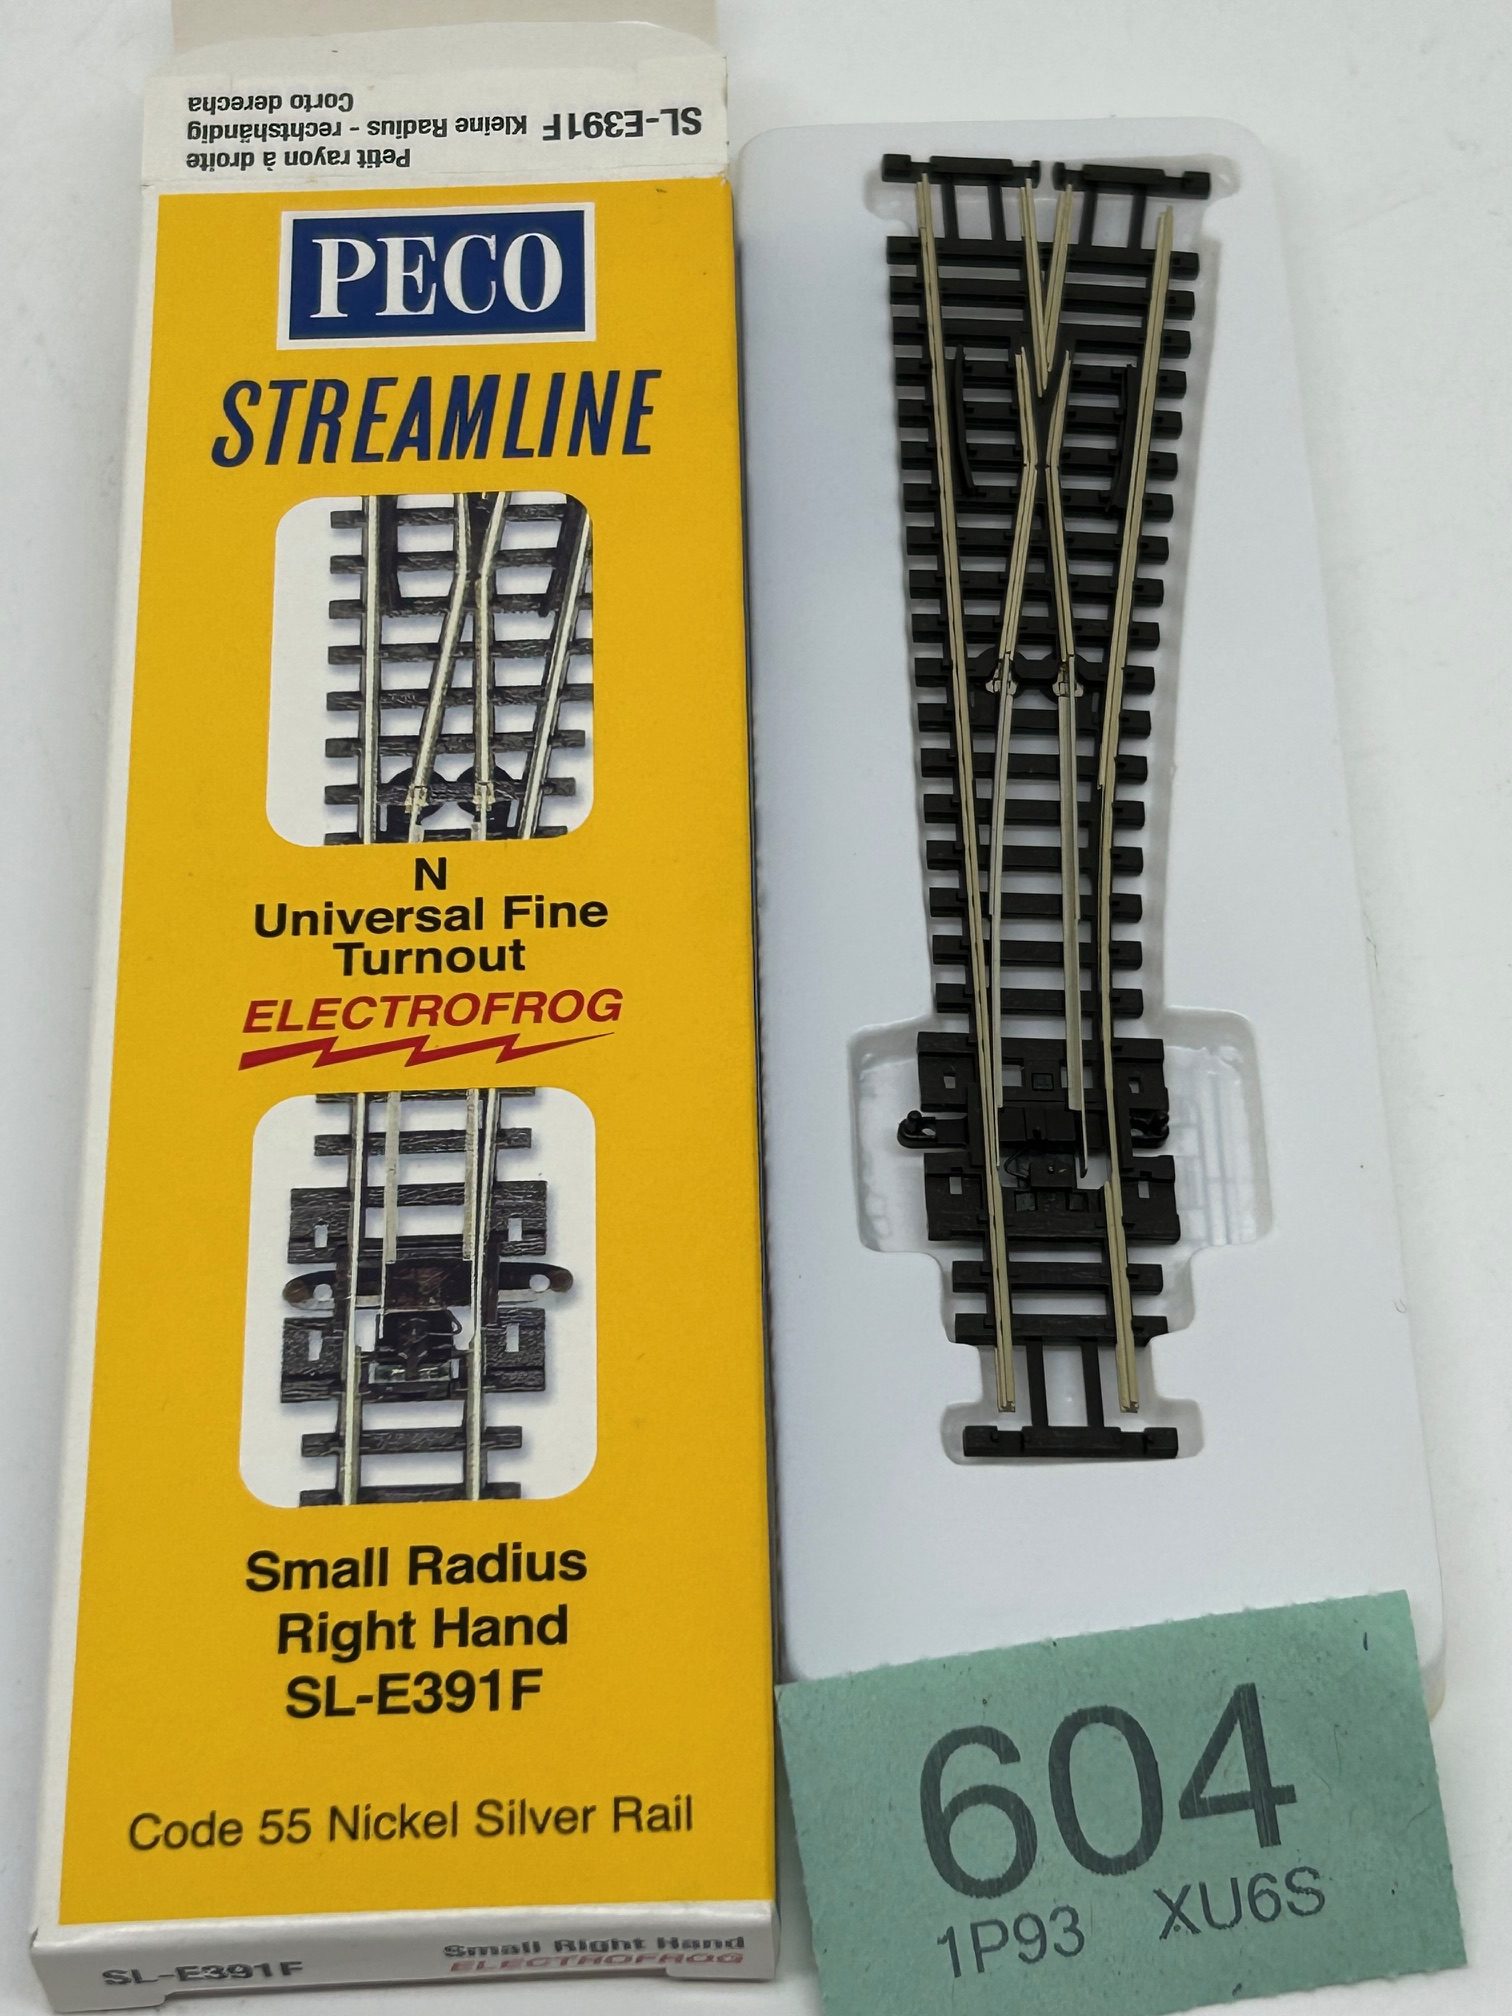 Petit rayon à droite
SL-E391F Kleine Radius - rechtshändig
Corto derecha
PECO
STREAMLINE
N
Universal Fine
Turnout
ELECTROFROG
Small Radius
Right Hand
SL-E391F
Code 55 Nickel Silver Rail
SL-E391F
Small Right Hand
ELECTROFROG
604
1P93 XU6S